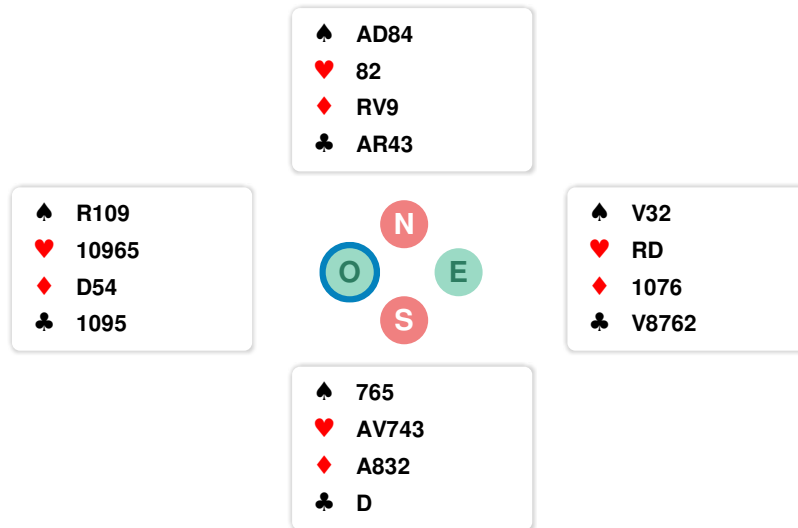 ♠ AD84
♥ 82
♦ RV9
♣ AR43
♠ R109
♥ 10965
♦ D54
♣ 1095
N
O E
S
♠ V32
♥ RD
♦ 1076
♣ V8762
♠ 765
♥ AV743
♦ A832
♣ D